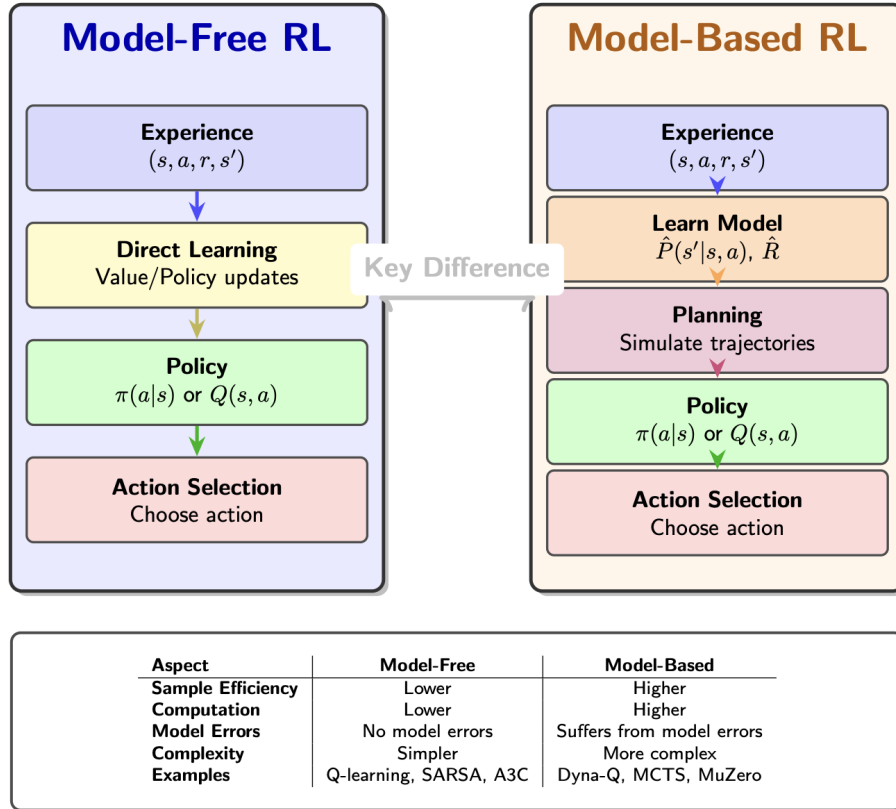 Model-Free RL
Experience
(s, a, r, s′)
Direct Learning
Value/Policy updates
Policy
π(a|s) or Q(s, a)
Action Selection
Choose action
Key Difference
Model-Based RL
Experience
(s, a, r, s′)
Learn Model
P̂(s′|s, a), R̂
Planning
Simulate trajectories
Policy
π(a|s) or Q(s, a)
Action Selection
Choose action
Aspect Model-Free Model-Based
Sample Efficiency Lower Higher
Computation Lower Higher
Model Errors No model errors Suffers from model errors
Complexity Simpler More complex
Examples Q-learning, SARSA, A3C Dyna-Q, MCTS, MuZero